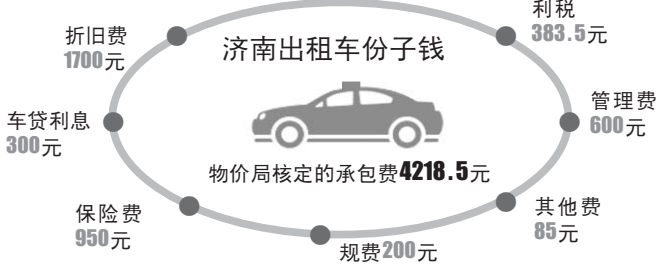 利税
383.5元
折旧费
1700元
济南出租车份子钱
管理费
600元
车贷利息
300元
物价局核定的承包费4218.5元
保险费
950元
其他费
85元
规费200元